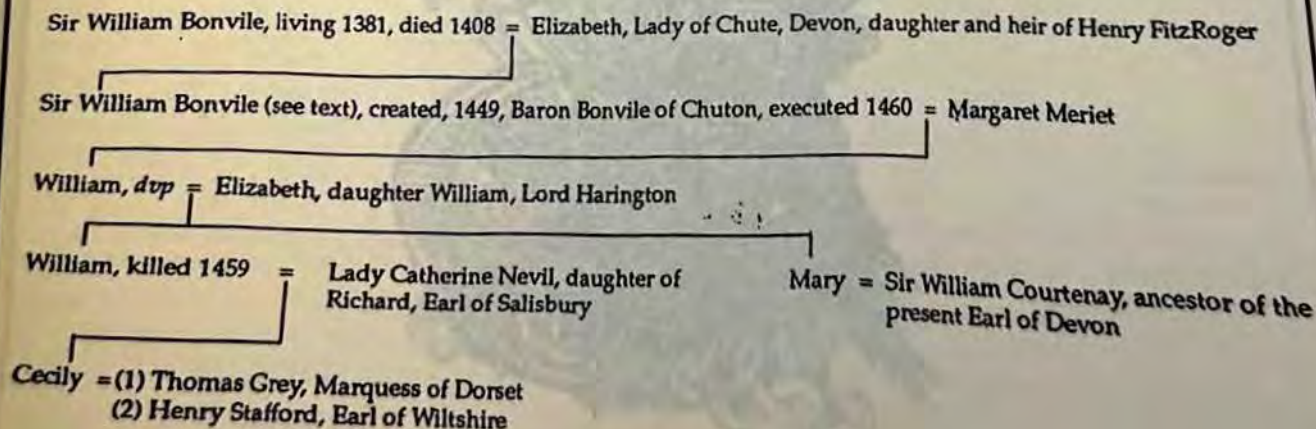 Sir William Bonvile, living 1381, died 1408 = Elizabeth, Lady of Chute, Devon, daughter and heir of Henry FitzRoger
Sir William Bonvile (see text), created, 1449, Baron Bonvile of Chuton, executed 1460 = Margaret Meriet
William, dvp = Elizabeth, daughter William, Lord Harington
William, killed 1459 = Lady Catherine Nevil, daughter of
Richard, Earl of Salisbury
Mary = Sir William Courtenay, ancestor of the
present Earl of Devon
Cecily =(1) Thomas Grey, Marquess of Dorset
(2) Henry Stafford, Earl of Wiltshire